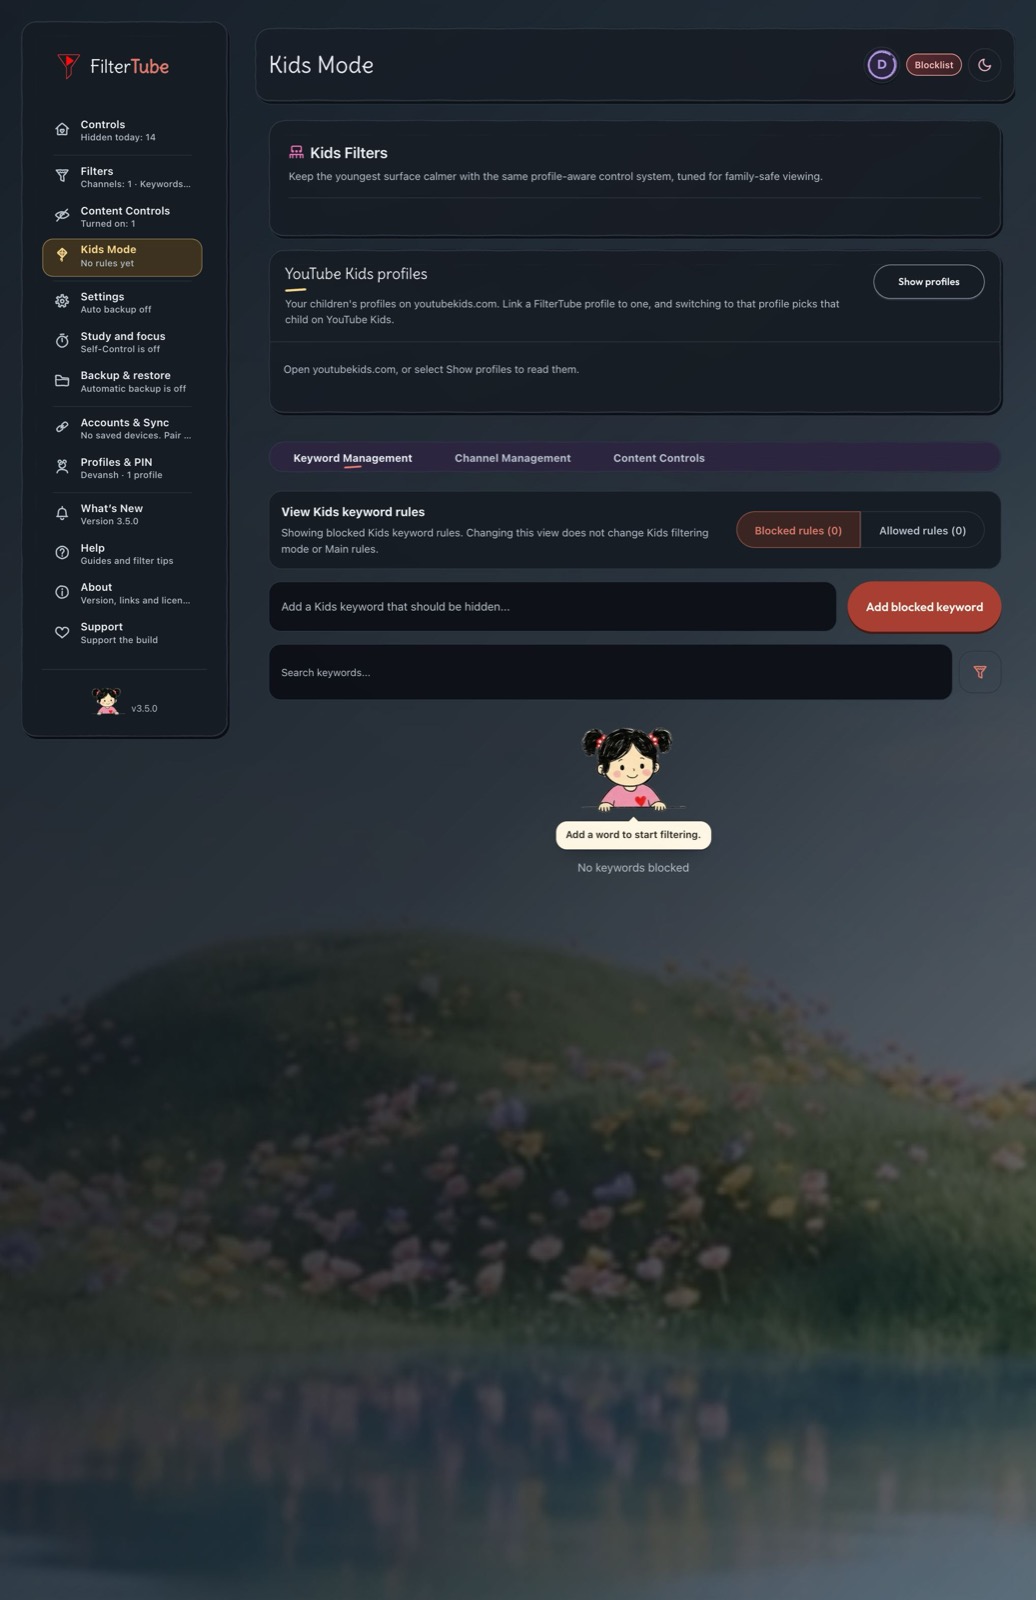 FilterTube
Controls
Hidden today: 14
Filters
Channels: 1 · Keywords...
Content Controls
Turned on: 1
Kids Mode
No rules yet
Settings
Auto backup off
Study and focus
Self-Control is off
Backup & restore
Automatic backup is off
Accounts & Sync
No saved devices. Pair ...
Profiles & PIN
Devansh · 1 profile
What's New
Version 3.5.0
Help
Guides and filter tips
About
Version, links and licen...
Support
Support the build
v3.5.0
Kids Mode
D
Blocklist
Kids Filters
Keep the youngest surface calmer with the same profile-aware control system, tuned for family-safe viewing.
YouTube Kids profiles
Your children's profiles on youtubekids.com. Link a FilterTube profile to one, and switching to that profile picks that
child on YouTube Kids.
Show profiles
Open youtubekids.com, or select Show profiles to read them.
Keyword Management
Channel Management
Content Controls
View Kids keyword rules
Showing blocked Kids keyword rules. Changing this view does not change Kids filtering
mode or Main rules.
Blocked rules (0)
Allowed rules (0)
Add a Kids keyword that should be hidden...
Add blocked keyword
Search keywords...
Add a word to start filtering.
No keywords blocked